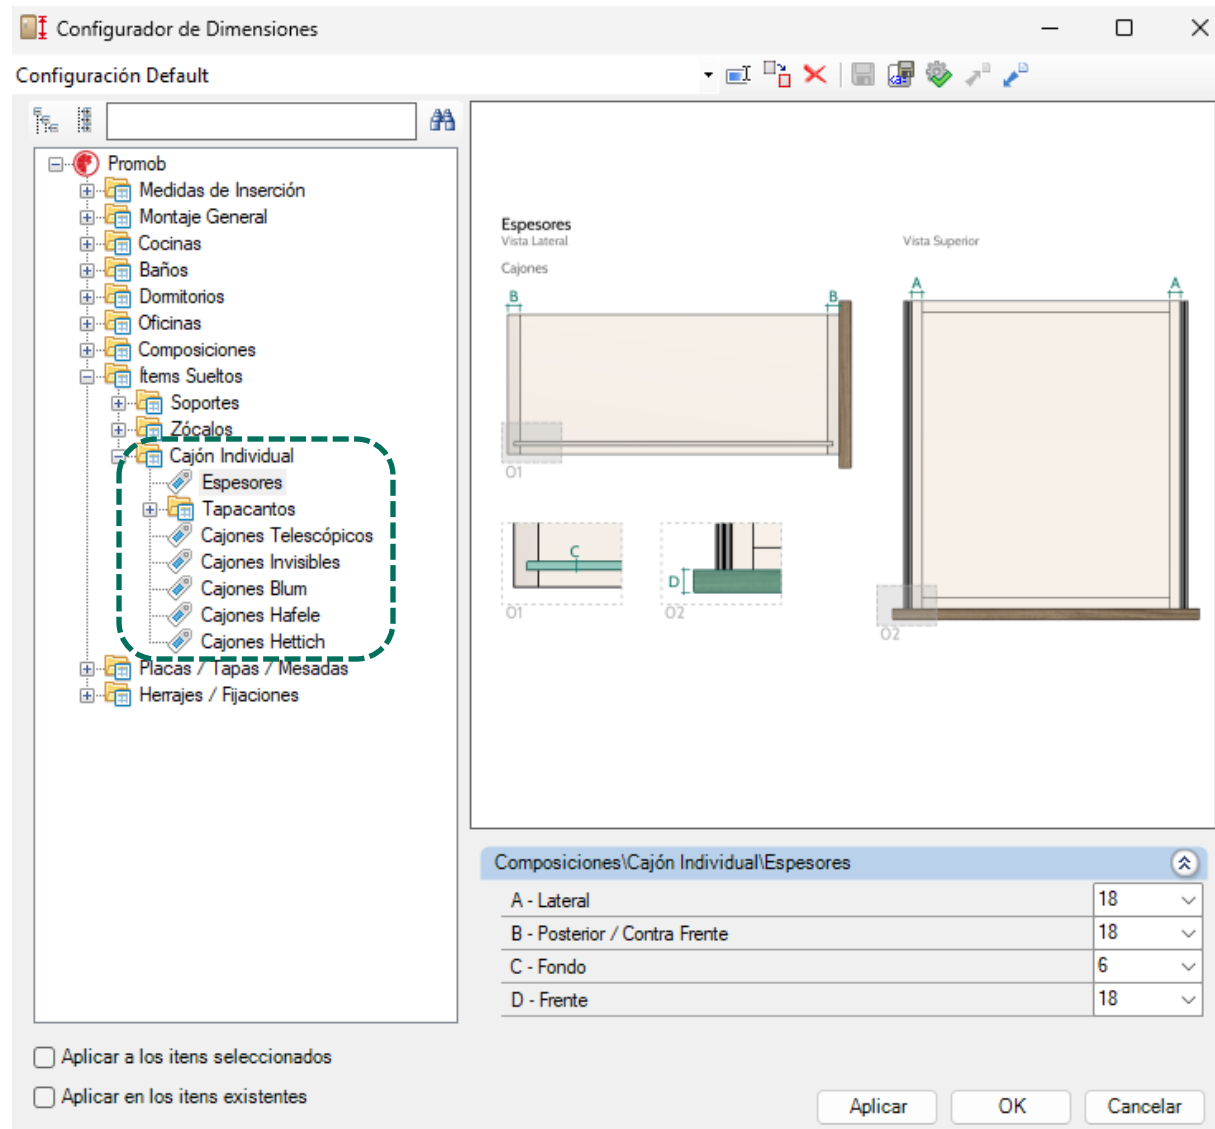 Configurador de Dimensiones
Configuración Default
Promob
Medidas de Inserción
Montaje General
Cocinas
Baños
Dormitorios
Oficinas
Composiciones
Ítems Sueltos
Soportes
Zócalos
Cajón Individual
Espesores
Tapacantos
Cajones Telescópicos
Cajones Invisibles
Cajones Blum
Cajones Hafele
Cajones Hettich
Placas / Tapas / Mesadas
Herrajes / Fijaciones
Espesores
Vista Lateral
Vista Superior
Cajones
B B
A A
01
C
D
01
02
02
Composiciones\Cajón Individual\Espesores
A - Lateral 18
B - Posterior / Contra Frente 18
C - Fondo 6
D - Frente 18
Aplicar a los itens seleccionados
Aplicar en los itens existentes
Aplicar OK Cancelar